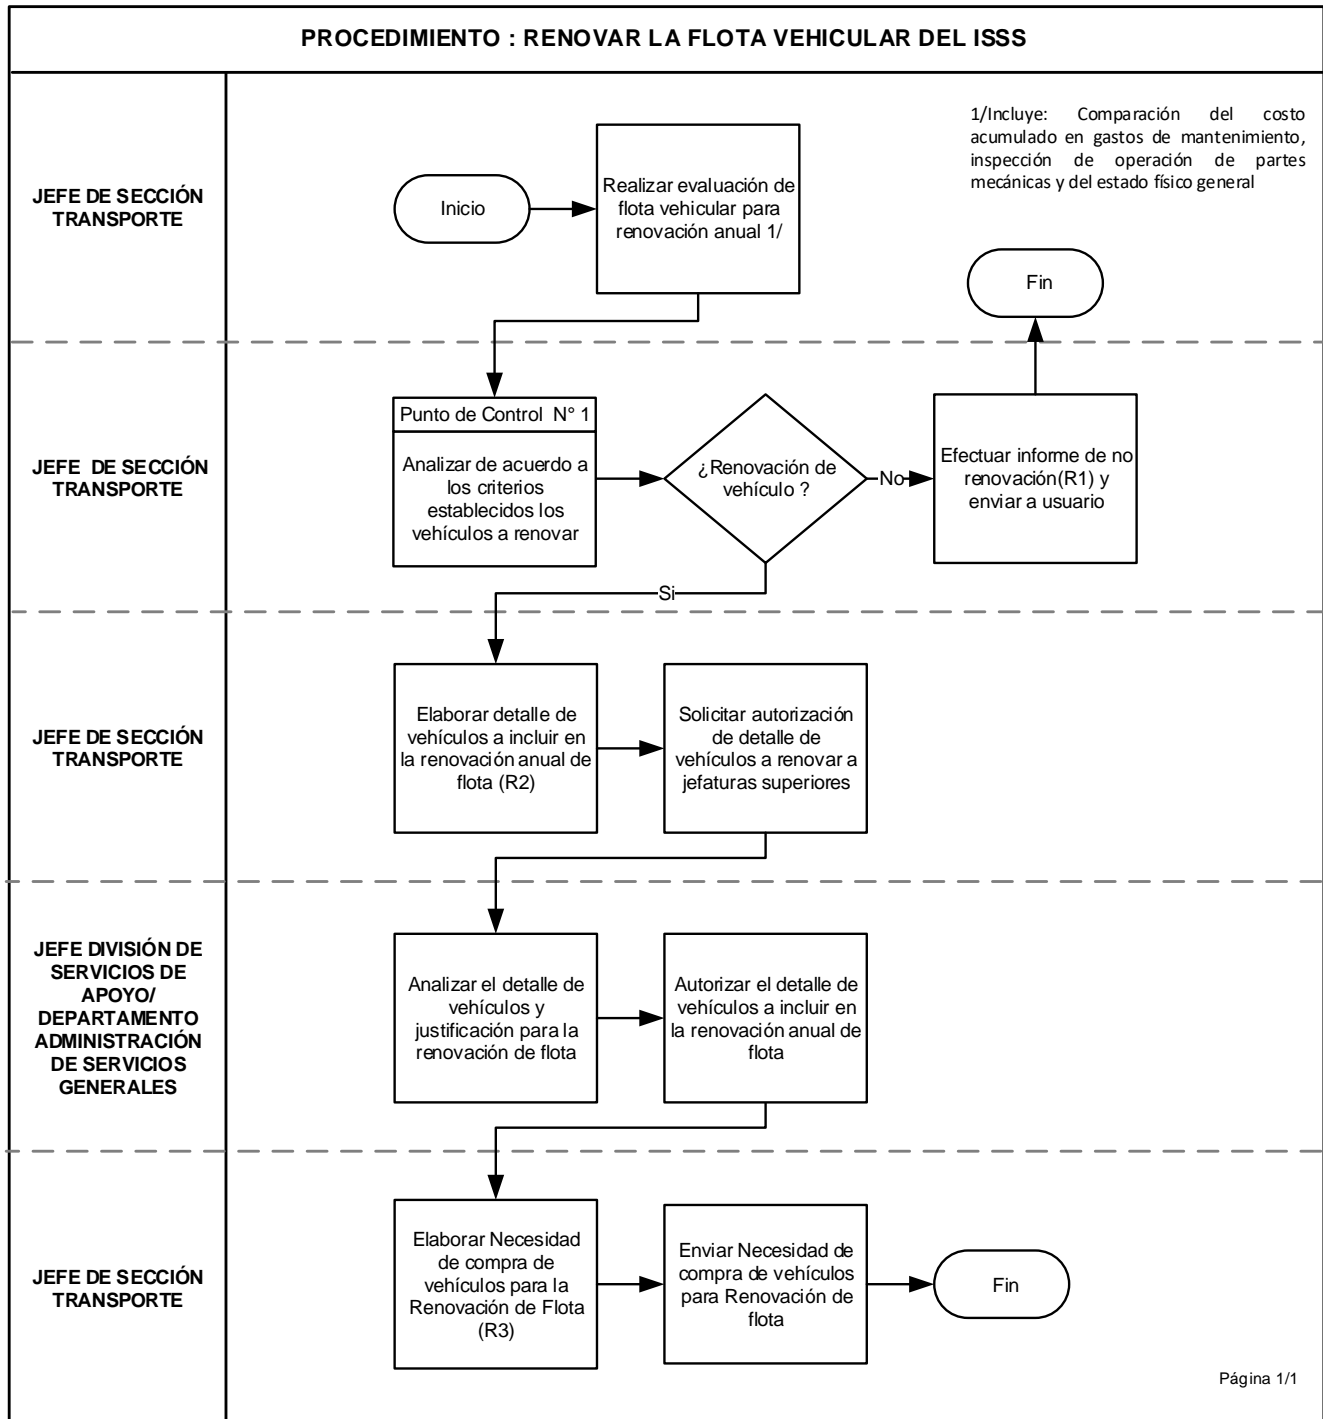 PROCEDIMIENTO : RENOVAR LA FLOTA VEHICULAR DEL ISSS
JEFE DE SECCIÓN
TRANSPORTE
Inicio
Realizar evaluación de
flota vehicular para
renovación anual 1/
1/Incluye: Comparación del costo
acumulado en gastos de mantenimiento,
inspección de operación de partes
mecánicas y del estado físico general
Fin
JEFE DE SECCIÓN
TRANSPORTE
Punto de Control N° 1
Analizar de acuerdo a
los criterios
establecidos los
vehículos a renovar
¿Renovación de
vehículo ?
No
Efectuar informe de no
renovación(R1) y
enviar a usuario
Si
JEFE DE SECCIÓN
TRANSPORTE
Elaborar detalle de
vehículos a incluir en
la renovación anual de
flota (R2)
Solicitar autorización
de detalle de
vehículos a renovar a
jefaturas superiores
JEFE DIVISIÓN DE
SERVICIOS DE
APOYO/
DEPARTAMENTO
ADMINISTRACIÓN
DE SERVICIOS
GENERALES
Analizar el detalle de
vehículos y
justificación para la
renovación de flota
Autorizar el detalle de
vehículos a incluir en
la renovación anual de
flota
JEFE DE SECCIÓN
TRANSPORTE
Elaborar Necesidad
de compra de
vehículos para la
Renovación de Flota
(R3)
Enviar Necesidad de
compra de vehículos
para Renovación de
flota
Fin
Página 1/1